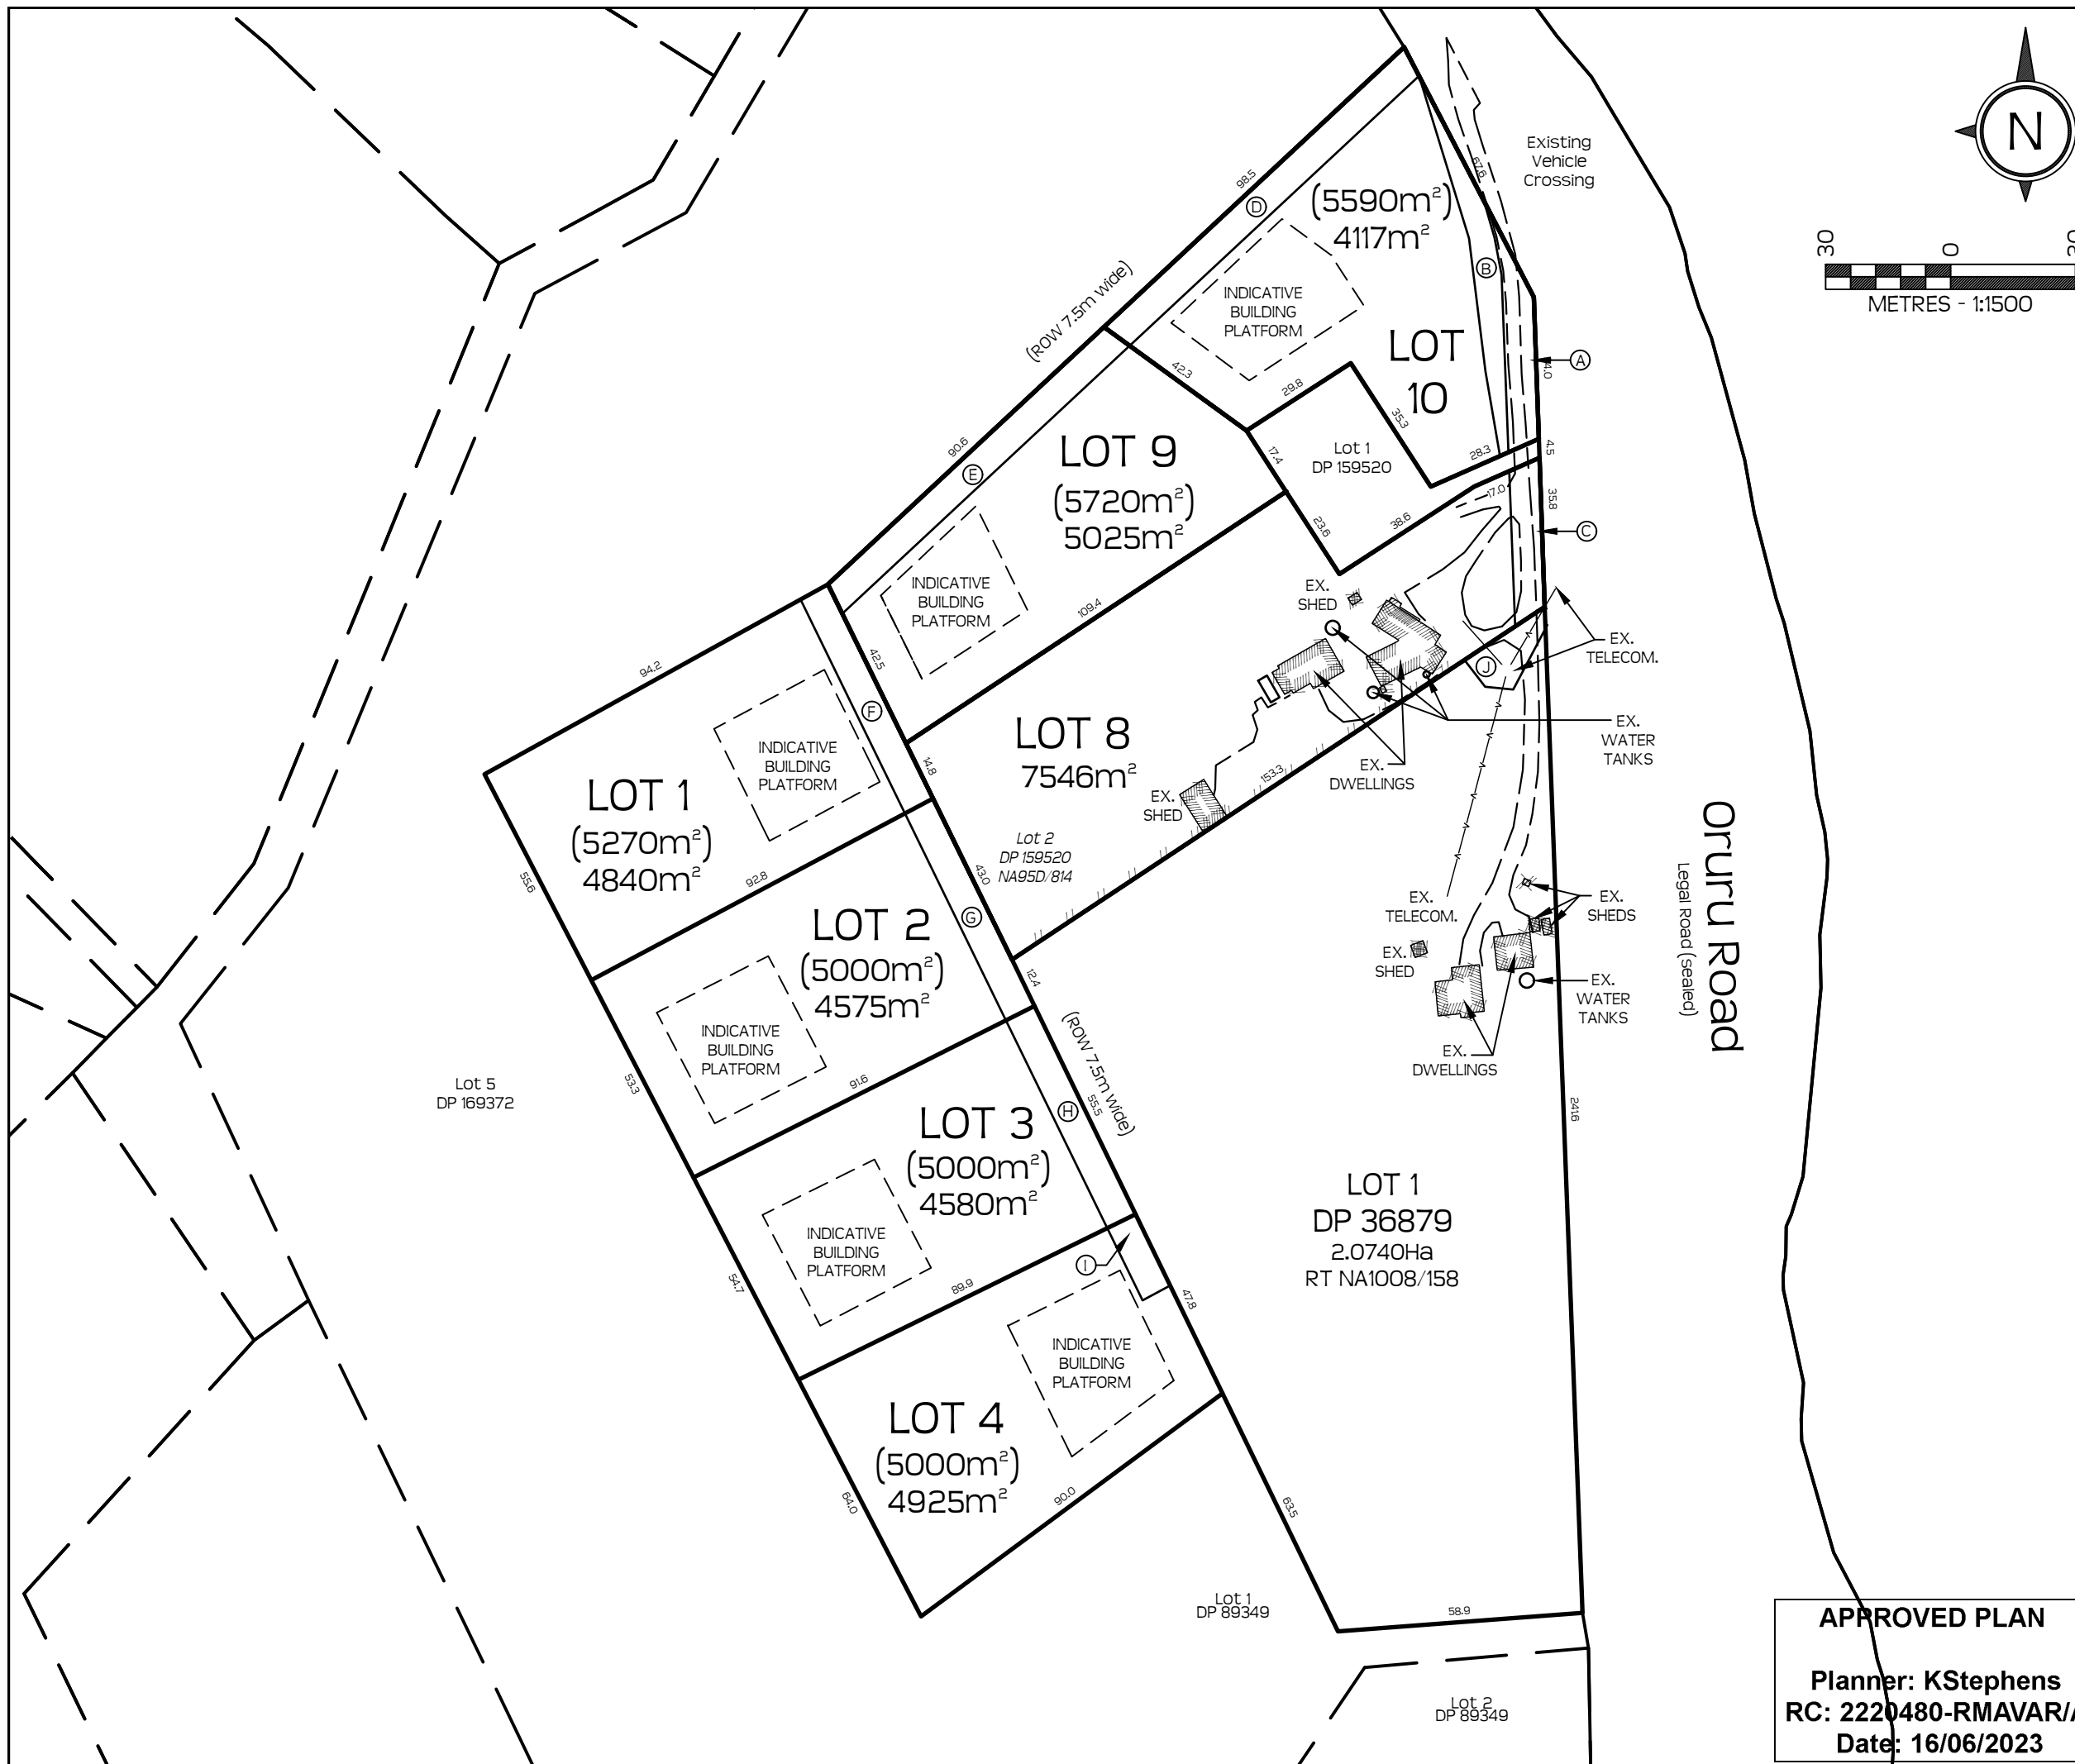 Existing
Vehicle
Crossing
N
30
0
METRES - 1:1500
98.5
D
(5590m²)
4117m²
67.6
B
INDICATIVE
BUILDING
PLATFORM
(ROW 7.5m wide)
LOT
10
A
42.3
29.8
35.3
28.3
4.5
90.6
E
LOT 9
(5720m²)
5025m²
17.4
Lot 1
DP 159520
17.0
35.8
C
38.6
23.6
INDICATIVE
BUILDING
PLATFORM
109.4
EX.
SHED
J
EX.
TELECOM.
94.2
42.5
F
EX.
WATER
TANKS
INDICATIVE
BUILDING
PLATFORM
LOT 8
7546m²
14.8
153.3
EX.
DWELLINGS
EX.
SHED
LOT 1
(5270m²)
4840m²
Lot 2
DP 159520
NA95D/814
Oruru Road
Legal Road (sealed)
55.6
92.8
43.0
G
EX.
TELECOM.
EX.
SHEDS
LOT 2
(5000m²)
4575m²
EX.
SHED
EX.
WATER
TANKS
12.4
INDICATIVE
BUILDING
PLATFORM
(ROW 7.5m wide)
EX.
DWELLINGS
Lot 5
DP 169372
53.3
91.6
H
55.5
241.6
LOT 3
(5000m²)
4580m²
LOT 1
DP 36879
2.0740Ha
RT NA1008/158
INDICATIVE
BUILDING
PLATFORM
I
54.7
89.9
47.8
INDICATIVE
BUILDING
PLATFORM
LOT 4
(5000m²)
4925m²
64.0
90.0
63.5
Lot 1
DP 89349
58.9
Lot 2
DP 89349
APPROVED PLAN
Planner: KStephens
RC: 2220480-RMAVAR/
Date: 16/06/2023